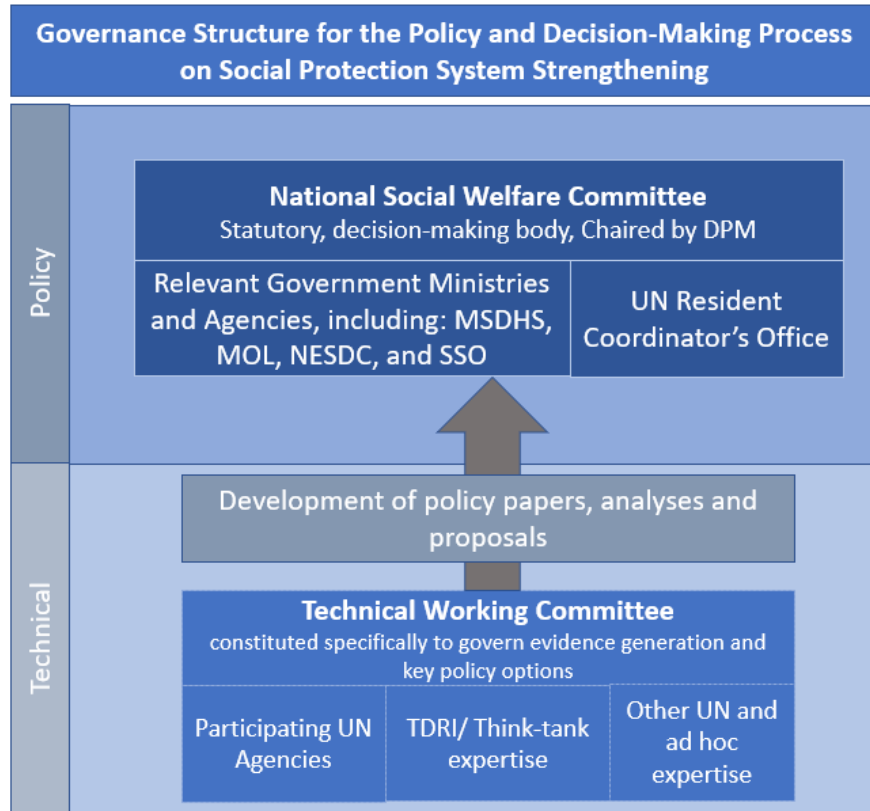 Governance Structure for the Policy and Decision-Making Process
on Social Protection System Strengthening
Policy
National Social Welfare Committee
Statutory, decision-making body, Chaired by DPM
Relevant Government Ministries
and Agencies, including: MSDHS,
MOL, NESDC, and SSO
UN Resident
Coordinator's Office
Technical
Development of policy papers, analyses and
proposals
Technical Working Committee
constituted specifically to govern evidence generation and
key policy options
Participating UN
Agencies
TDRI/ Think-tank
expertise
Other UN and
ad hoc
expertise